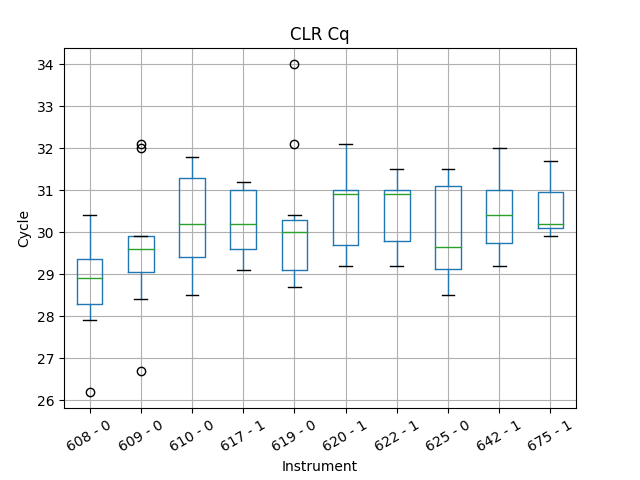 CLR Cq
34
33
32
31
30
29
28
27
26
Cycle
608 - 0
609 - 0
610 - 0
617 - 1
619 - 0
620 - 1
622 - 1
625 - 0
642 - 1
675 - 1
Instrument